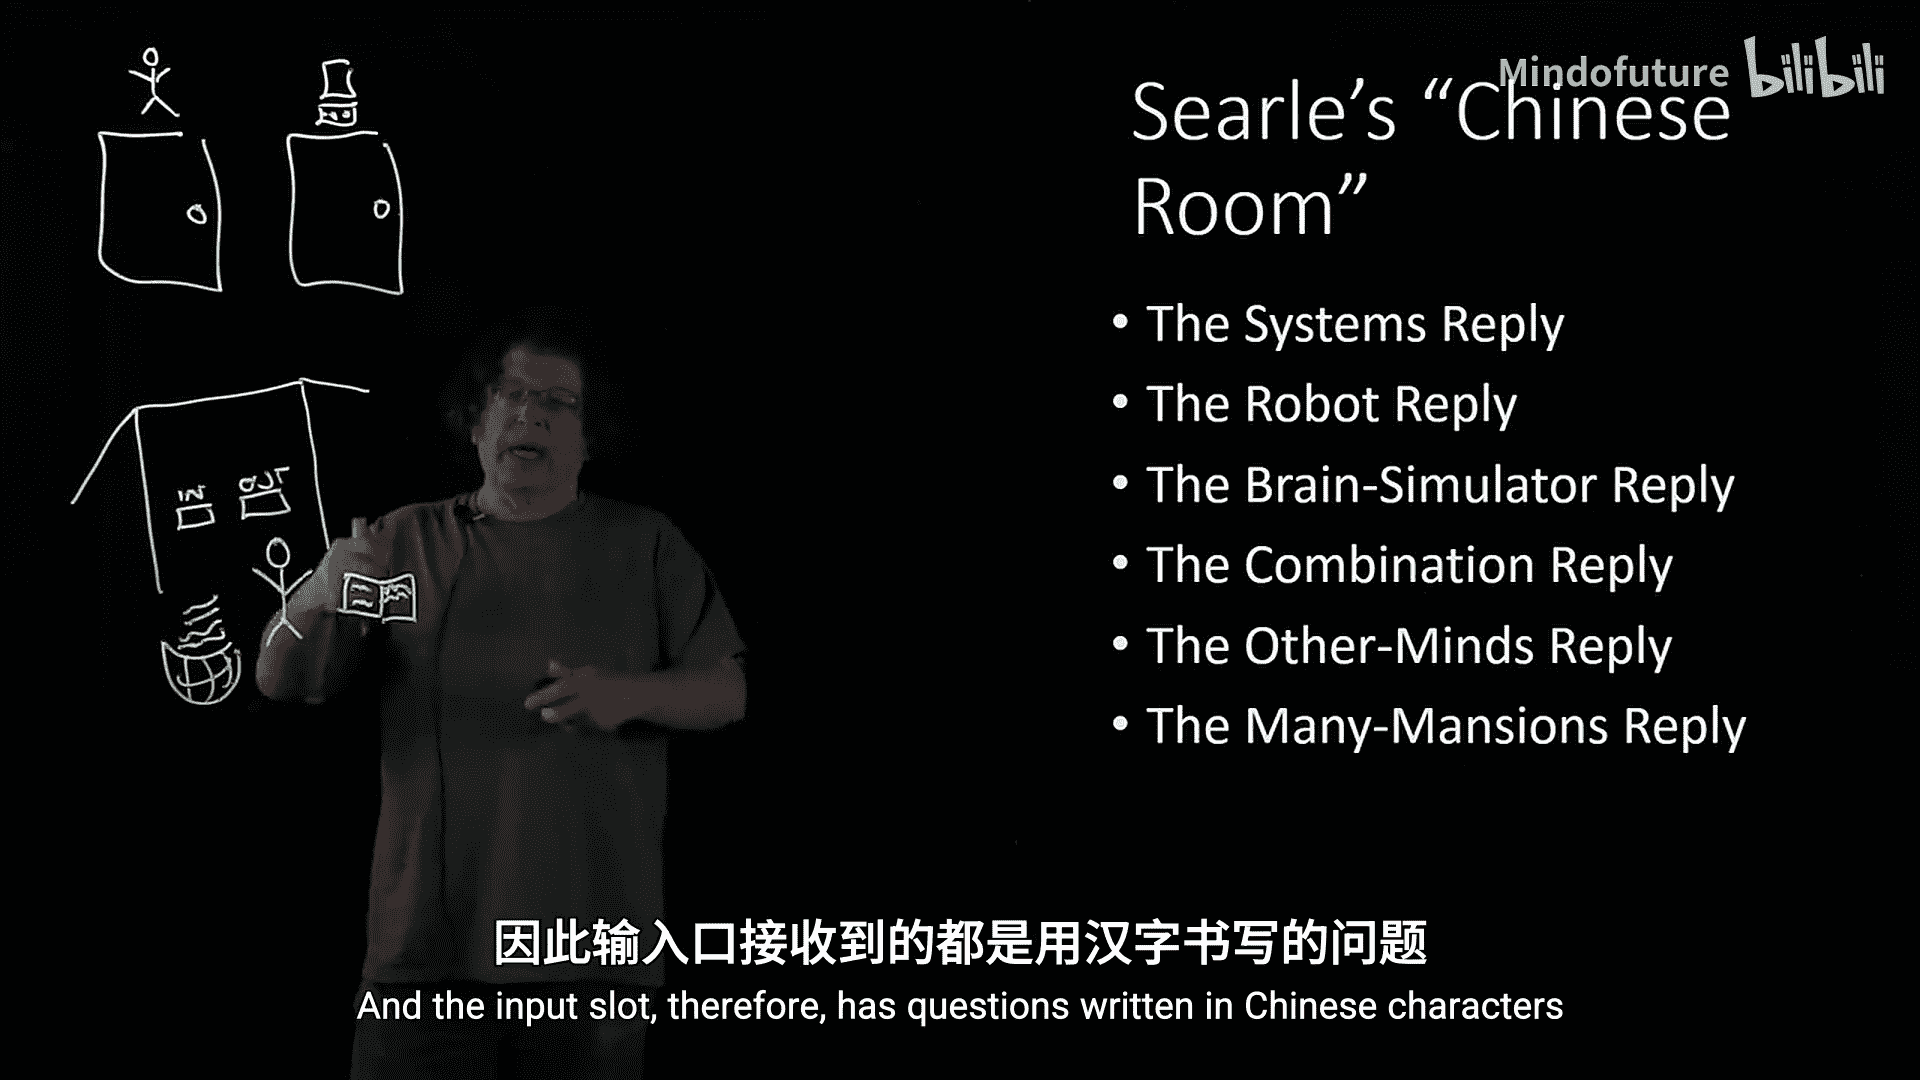 Mindofuture bilibili
Searle’s “Chinese
Room”
• The Systems Reply
• The Robot Reply
• The Brain-Simulator Reply
• The Combination Reply
• The Other-Minds Reply
• The Many-Mansions Reply
IN OUT
因此输入口接收到的都是用汉字书写的问题
And the input slot, therefore, has questions written in Chinese characters